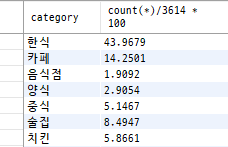 category count(*)/3614 *
100
한식 43.9679
카페 14.2501
음식점 1.9092
양식 2.9054
중식 5.1467
술집 8.4947
치킨 5.8661